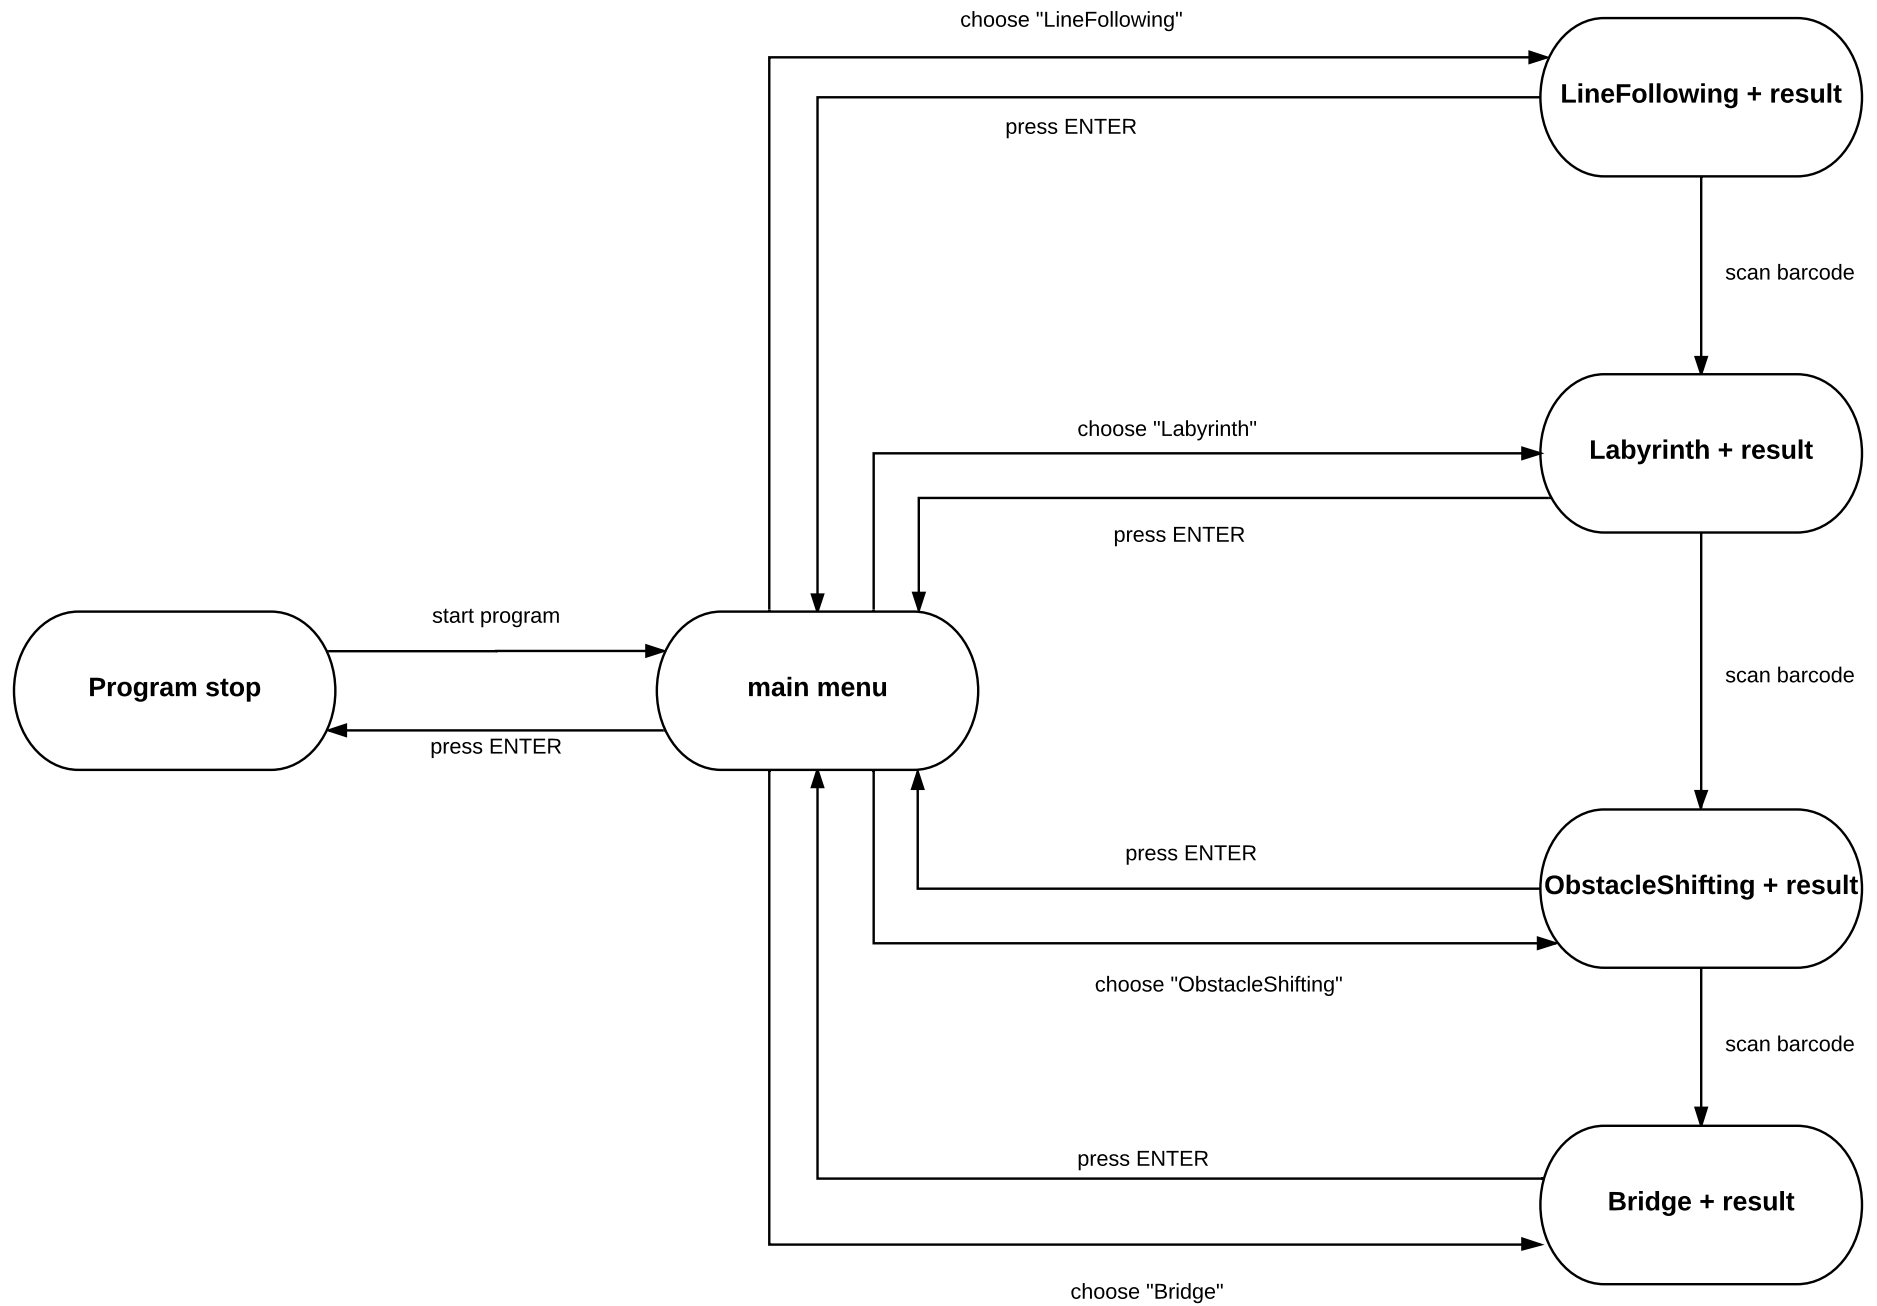 choose "LineFollowing"
LineFollowing + result
press ENTER
scan barcode
choose "Labyrinth"
Labyrinth + result
press ENTER
start program
Program stop
main menu
scan barcode
press ENTER
press ENTER
ObstacleShifting + result
choose "ObstacleShifting"
scan barcode
press ENTER
Bridge + result
choose "Bridge"